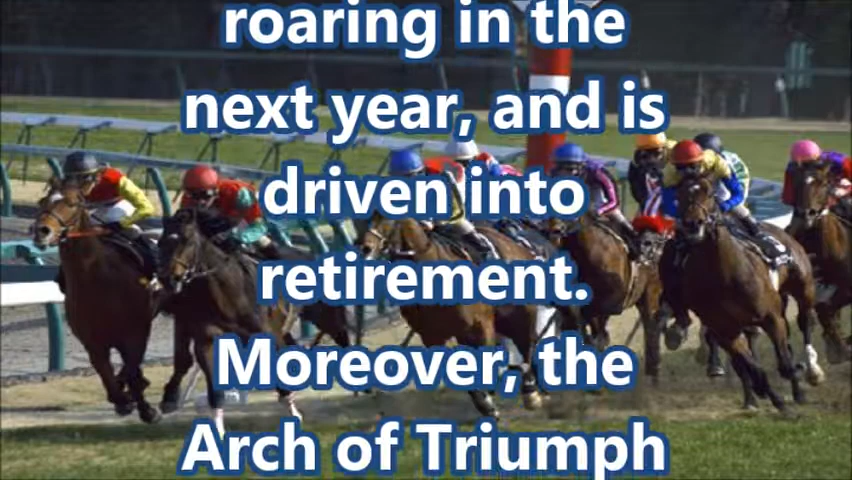 roaring in the
next year, and is
driven into
retirement.
Moreover, the
Arch of Triumph